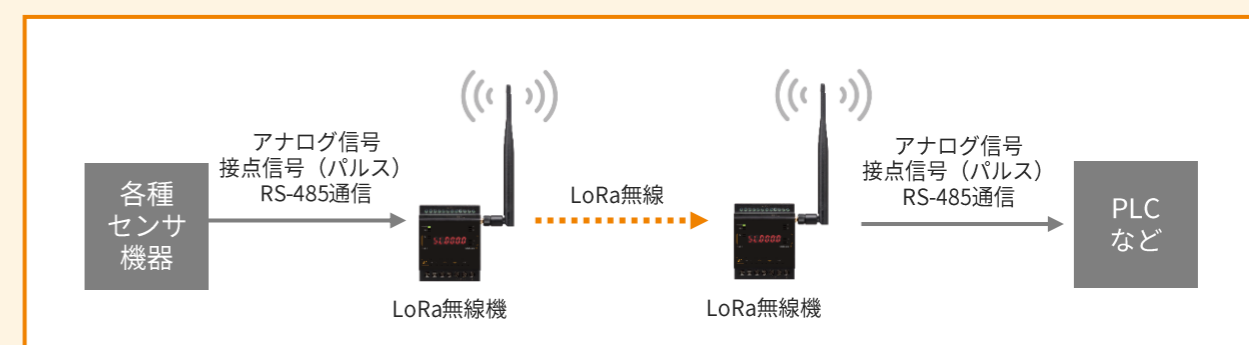 アナログ信号
接点信号（パルス）
RS-485通信
各種
センサ
機器
LoRa無線機
LoRa無線
LoRa無線機
アナログ信号
接点信号（パルス）
RS-485通信
PLC
など